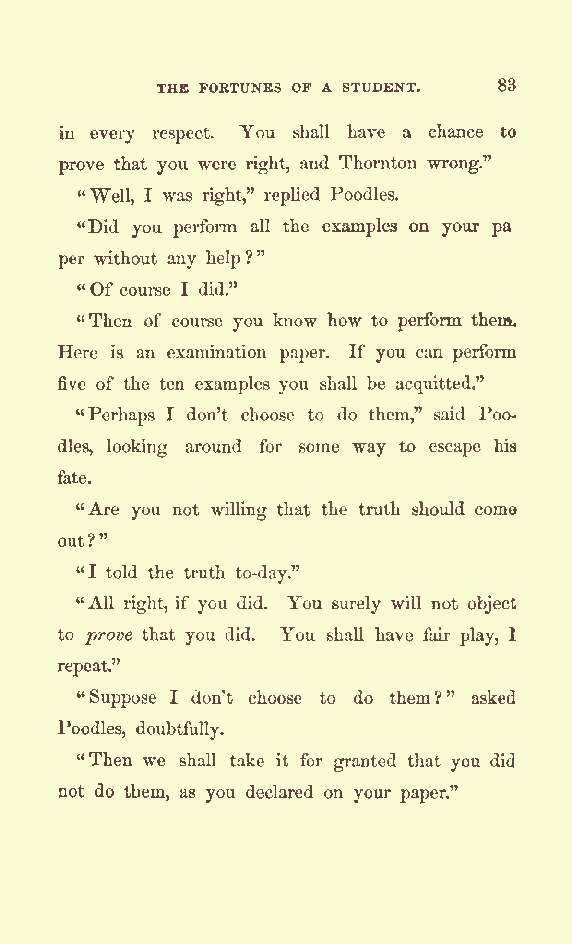 THE FORTUNES OF A STUDENT. 83
in every respect. You shall have a chance to
prove that you were right, and Thornton wrong."
"Well, I was right," replied Poodles.
"Did you perform all the examples on your pa
per without any help?"
"Of course I did."
"Then of course you know how to perform them.
Here is an examination paper. If you can perform
five of the ten examples you shall be acquitted."
"Perhaps I don't choose to do them," said Poo-
dles, looking around for some way to escape his
fate.
"Are you not willing that the truth should come
out?"
"I told the truth to-day."
"All right, if you did. You surely will not object
to prove that you did. You shall have fair play, I
repeat."
"Suppose I don't choose to do them?" asked
Poodles, doubtfully.
"Then we shall take it for granted that you did
not do them, as you declared on your paper."